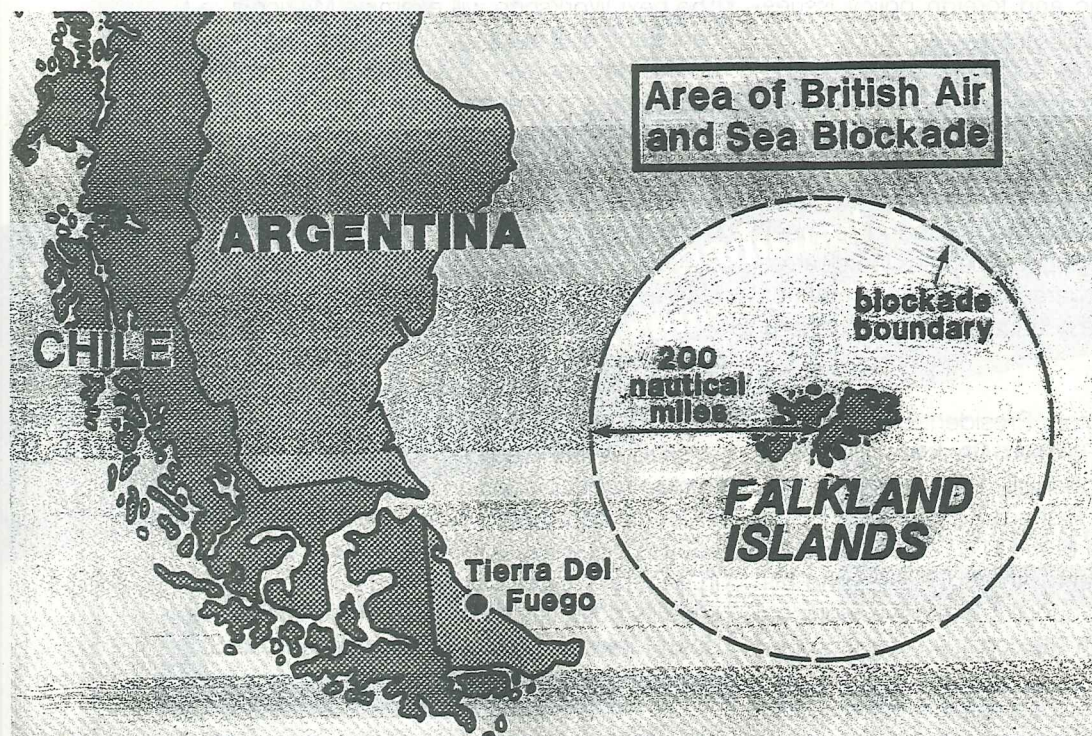 Area of British Air
and Sea Blockade
ARGENTINA
blockade
boundary
CHILE
200
nautical
miles
FALKLAND
ISLANDS
Tierra Del
Fuego